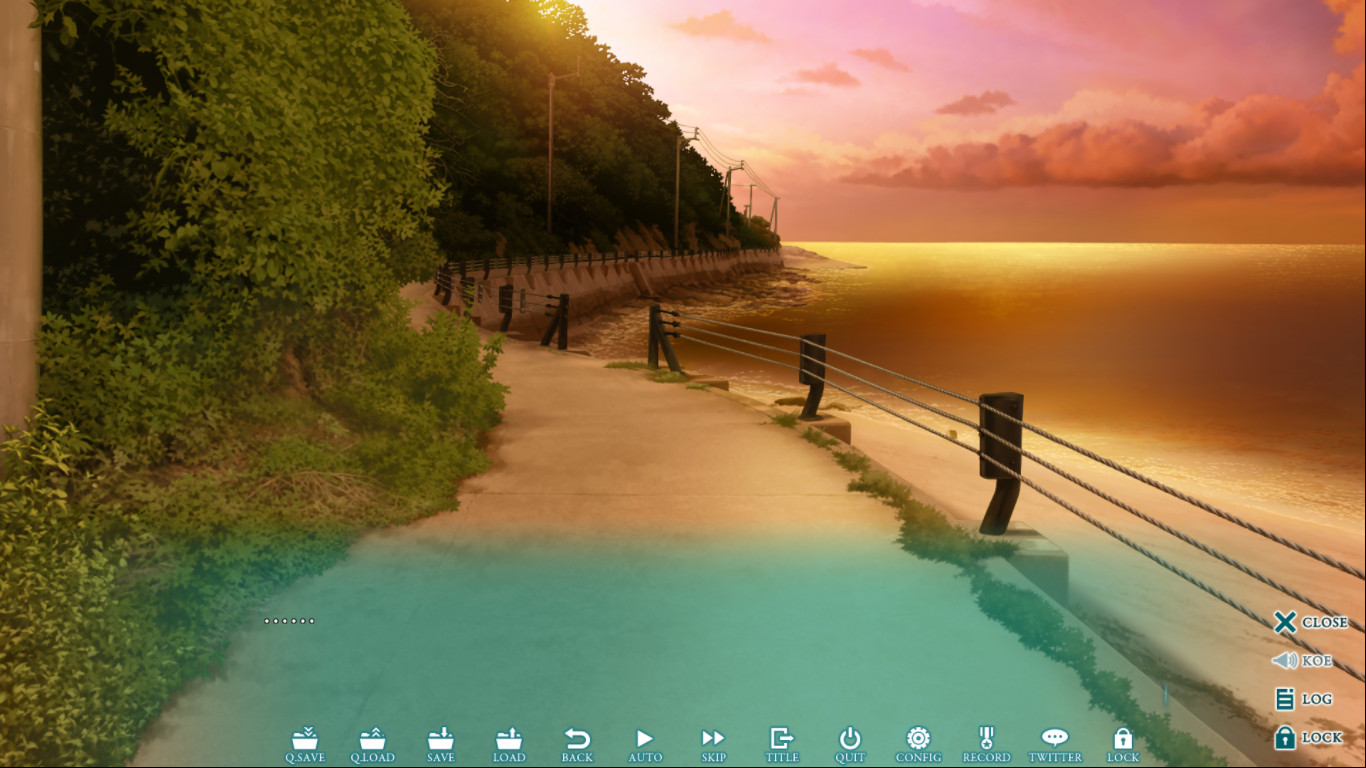 ••••••
CLOSE
KOE
LOG
LOCK
Q.SAVE Q.LOAD SAVE LOAD BACK AUTO SKIP TITLE QUIT CONFIG RECORD TWITTER LOCK